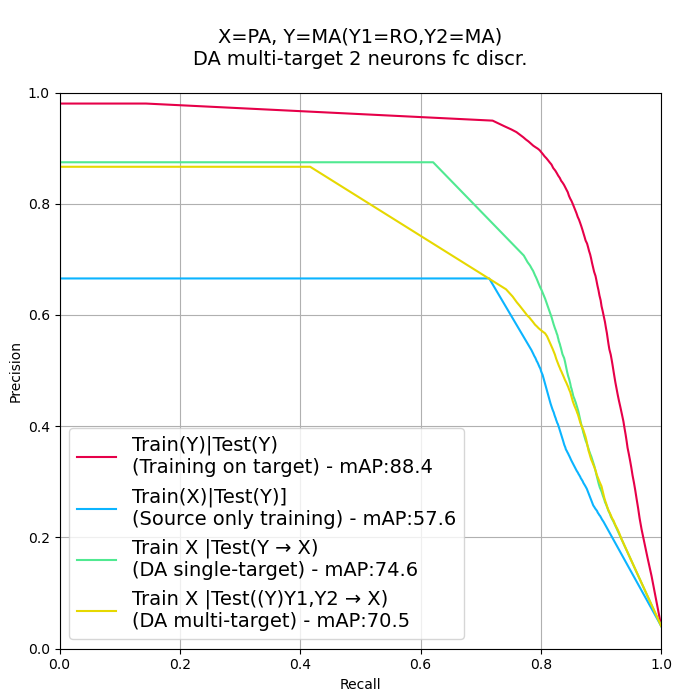 X=PA, Y=MA(Y1=RO,Y2=MA)
DA multi-target 2 neurons fc discr.
1.0
0.8
0.6
0.4
0.2
0.0
Precision
Train(Y)|Test(Y)
(Training on target) - mAP:88.4
Train(X)|Test(Y)]
(Source only training) - mAP:57.6
Train X |Test(Y → X)
(DA single-target) - mAP:74.6
Train X |Test((Y)Y1,Y2 → X)
(DA multi-target) - mAP:70.5
0.0 0.2 0.4 0.6 0.8 1.0
Recall